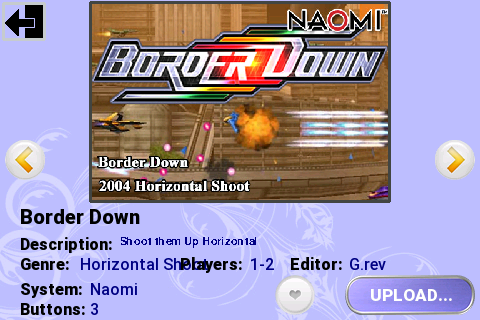 NAOMI
BORDER DOWN
Border Down
2004 Horizontal Shoot
Border Down
Description: Shoot them Up Horizontal
Genre: Horizontal Shoot Players: 1-2 Editor: G.rev
System: Naomi
Buttons: 3
UPLOAD...